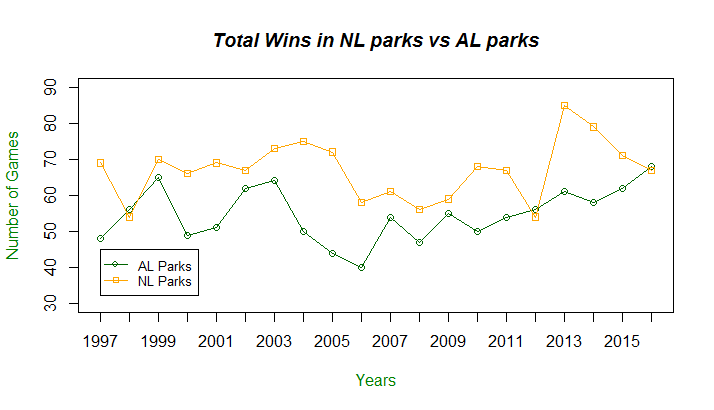 Total Wins in NL parks vs AL parks
Number of Games
90
80
70
60
50
40
30
AL Parks
NL Parks
1997 1999 2001 2003 2005 2007 2009 2011 2013 2015
Years